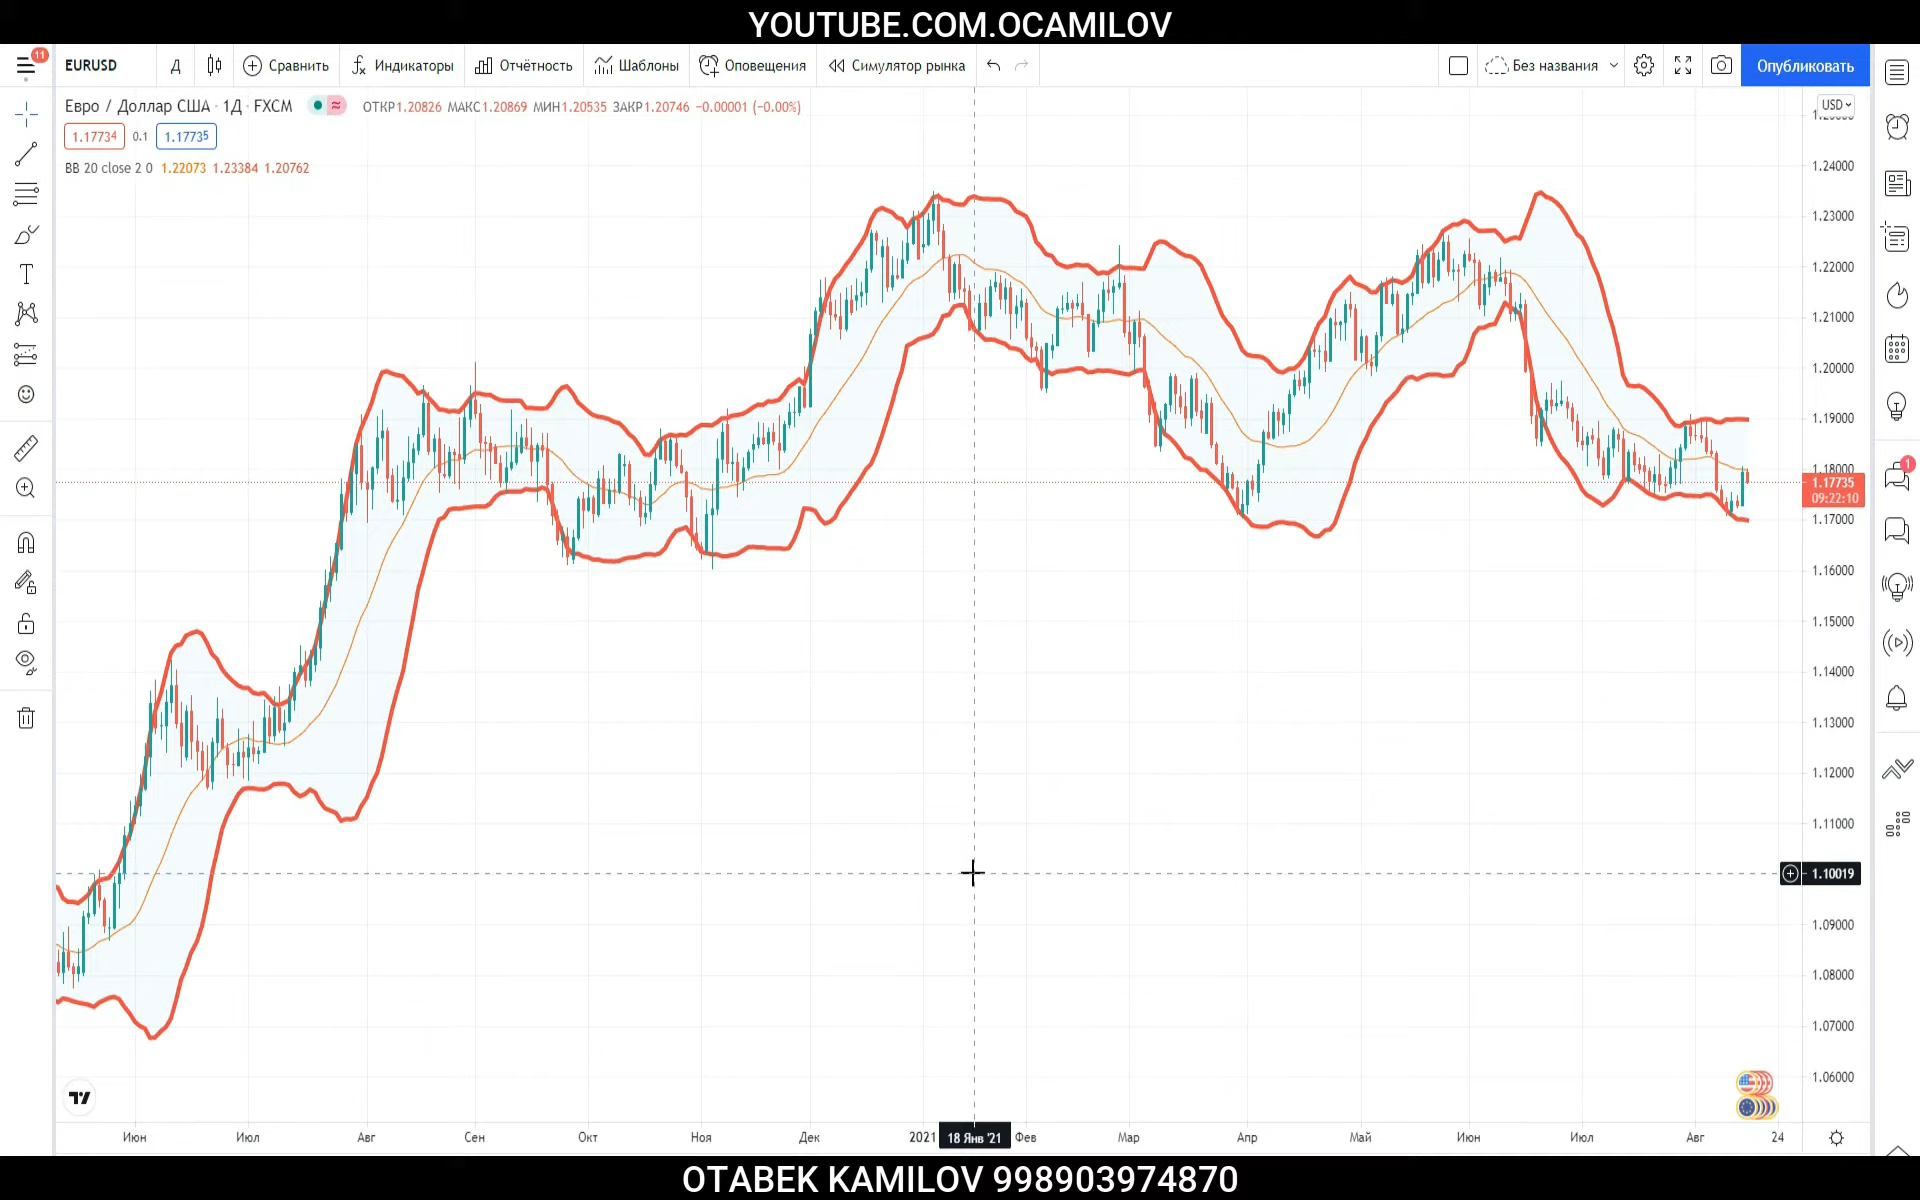 YOUTUBE.COM.OCAMILOV
11
EURUSD Д Сравнить Индикаторы Отчётность Шаблоны Оповещения Симулятор рынка Без названия Опубликовать
Евро / Доллар США · 1Д · FXCM ОТКР1.20826 МАКС1.20869 МИН1.20535 ЗАКР1.20746 −0.00001 (−0.00%)
USD
1.17734 0.1 1.17735
BB 20 close 2 0 1.22073 1.23384 1.20762
1.24000
1.23000
1.22000
1.21000
1.20000
1.19000
1.18000
1
1.17735
09:22:10
1.17000
1.16000
1.15000
1.14000
1.13000
1.12000
1.11000
1.10019
1.09000
1.08000
1.07000
1.06000
Июн Июл Авг Сен Окт Ноя Дек 2021 18 Янв '21 Фев Мар Апр Май Июн Июл Авг 24
OTABEK KAMILOV 998903974870